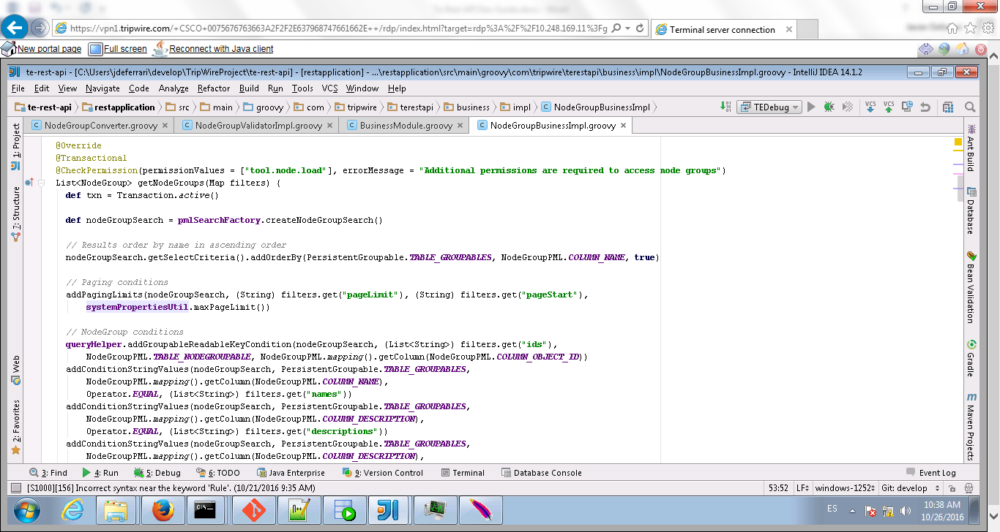 https://vpn1.tripwire.com/+CSCO+0075676763663A2F2F2E637968747661662E++/rdp/index.html?target=rdp%3A%2F%2F10.248.169.11%3Fg
Terminal server connection
New portal page
Full screen
Reconnect with Java client
te-rest-api - [C:\Users\jdeferrari\develop\TripWireProject\te-rest-api] - [restapplication] - ...\restapplication\src\main\groovy\com\tripwire\terestapi\business\impl\NodeGroupBusinessImpl.groovy - IntelliJ IDEA 14.1.2
File Edit View Navigate Code Analyze Refactor Build Run Tools VCS Window Help
te-rest-api restapplication src main groovy com tripwire terestapi business impl NodeGroupBusinessImpl
TEDebug
VCS VCS
NodeGroupConverter.groovy NodeGroupValidatorImpl.groovy BusinessModule.groovy NodeGroupBusinessImpl.groovy
1: Project
7: Structure
Web
2: Favorites
@Override
@Transactional
@CheckPermission(permissionValues = ["tool.node.load"], errorMessage = "Additional permissions are required to access node groups")
List<NodeGroup> getNodeGroups(Map filters) {
def txn = Transaction.active()
def nodeGroupSearch = pmlSearchFactory.createNodeGroupSearch()
// Results order by name in ascending order
nodeGroupSearch.getSelectCriteria().addOrderBy(PersistentGroupable.TABLE_GROUPABLES, NodeGroupPML.COLUMN_NAME, true)
// Paging conditions
addPagingLimits(nodeGroupSearch, (String) filters.get("pageLimit"), (String) filters.get("pageStart"),
systemPropertiesUtil.maxPageLimit())
// NodeGroup conditions
queryHelper.addGroupableReadableKeyCondition(nodeGroupSearch, (List<String>) filters.get("ids"),
NodeGroupPML.TABLE_NODEGROUPABLE, NodeGroupPML.mapping().getColumn(NodeGroupPML.COLUMN_OBJECT_ID))
addConditionStringValues(nodeGroupSearch, PersistentGroupable.TABLE_GROUPABLES,
NodeGroupPML.mapping().getColumn(NodeGroupPML.COLUMN_NAME),
Operator.EQUAL, (List<String>) filters.get("names"))
addConditionStringValues(nodeGroupSearch, PersistentGroupable.TABLE_GROUPABLES,
NodeGroupPML.mapping().getColumn(NodeGroupPML.COLUMN_DESCRIPTION),
Operator.EQUAL, (List<String>) filters.get("descriptions"))
addConditionStringValues(nodeGroupSearch, PersistentGroupable.TABLE_GROUPABLES,
NodeGroupPML.mapping().getColumn(NodeGroupPML.COLUMN_DESCRIPTION),
Ant Build
Database
Bean Validation
Gradle
Maven Projects
3: Find 4: Run 5: Debug 6: TODO Java Enterprise 9: Version Control Terminal Database Console Event Log
[S1000][156] Incorrect syntax near the keyword 'Rule'. (10/21/2016 9:35 AM) 53:52 LF windows-1252 Git: develop
ES
10:38 AM
10/26/2016